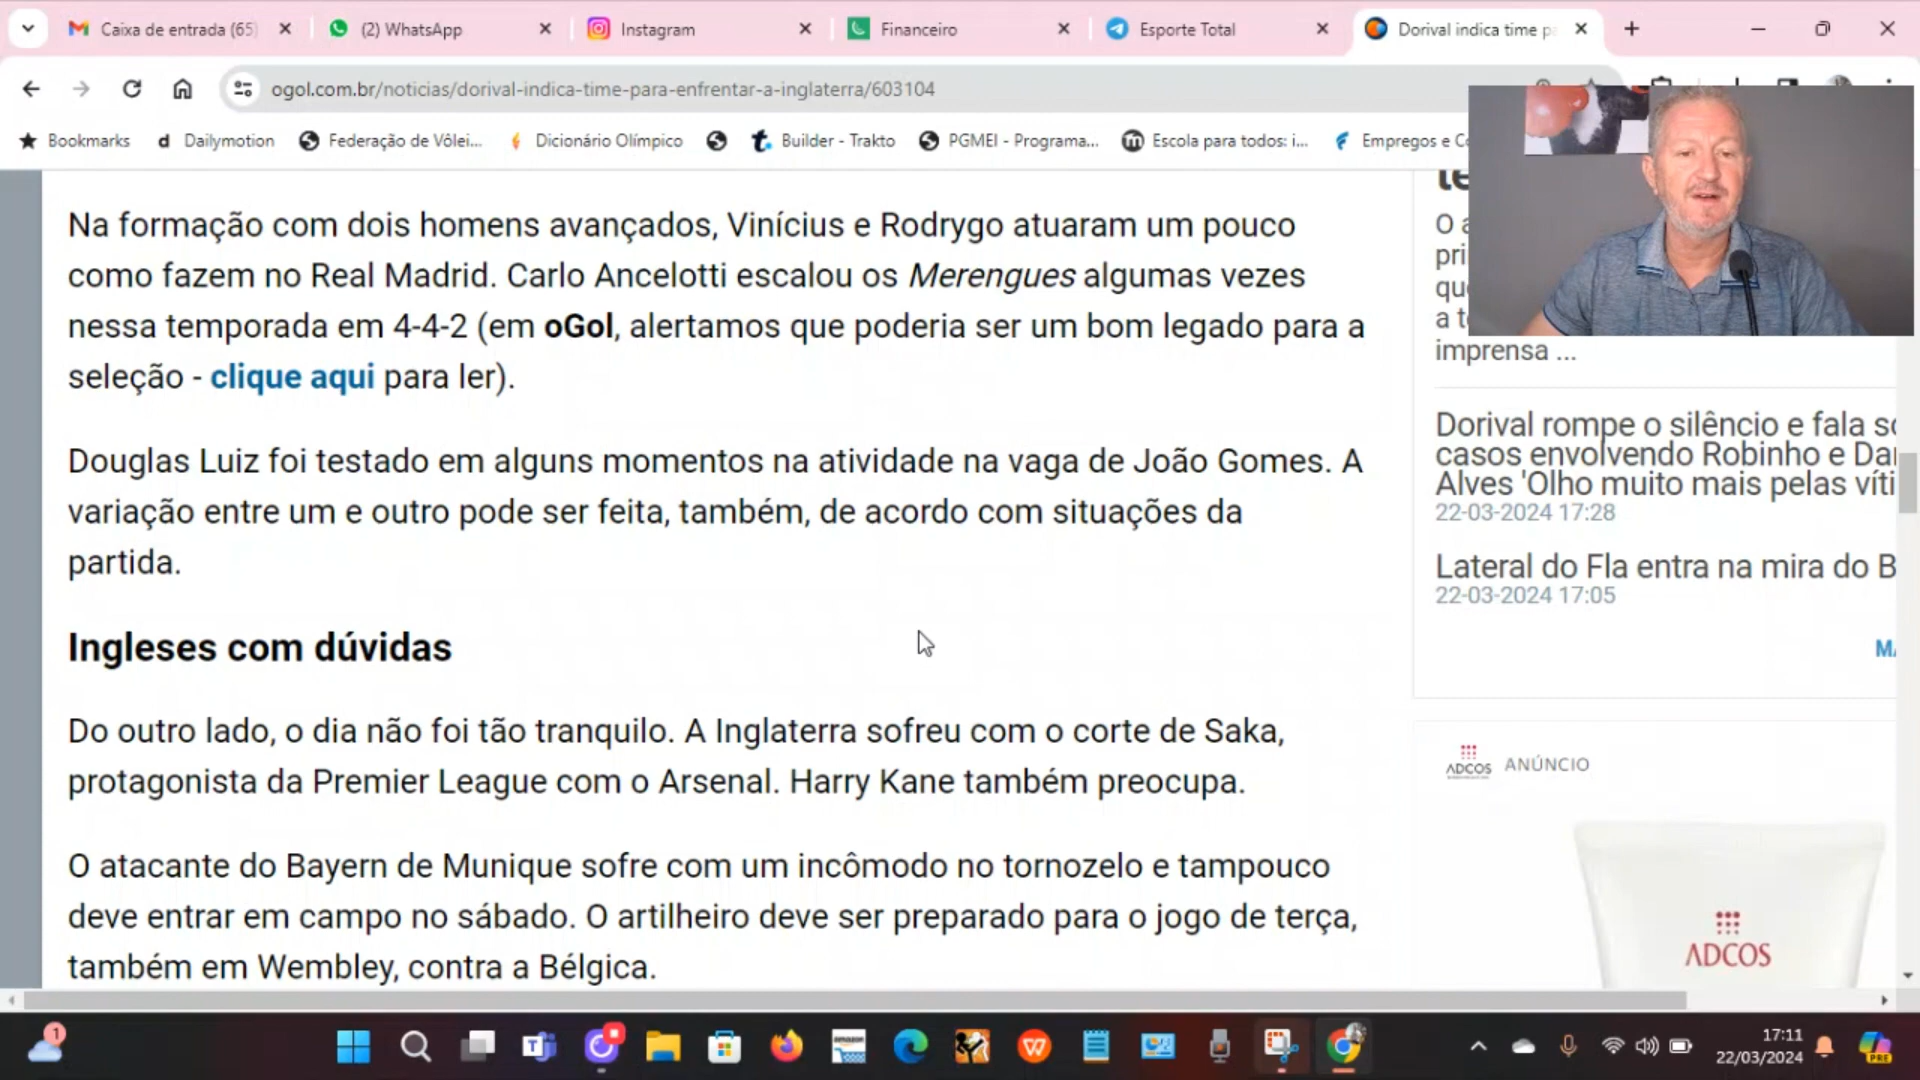 Caixa de entrada (65)
(2) WhatsApp
Instagram
Financeiro
Esporte Total
Dorival indica time pa
ogol.com.br/noticias/dorival-indica-time-para-enfrentar-a-inglaterra/603104
Bookmarks
d Dailymotion
Federação de Vôlei...
Dicionário Olímpico
t. Builder - Trakto
PGMEI - Programa...
m Escola para todos: i...
Empregos e Co
Na formação com dois homens avançados, Vinícius e Rodrygo atuaram um pouco
como fazem no Real Madrid. Carlo Ancelotti escalou os Merengues algumas vezes
nessa temporada em 4-4-2 (em oGol, alertamos que poderia ser um bom legado para a
seleção - clique aqui para ler).
Douglas Luiz foi testado em alguns momentos na atividade na vaga de João Gomes. A
variação entre um e outro pode ser feita, também, de acordo com situações da
partida.
Ingleses com dúvidas
Do outro lado, o dia não foi tão tranquilo. A Inglaterra sofreu com o corte de Saka,
protagonista da Premier League com o Arsenal. Harry Kane também preocupa.
O atacante do Bayern de Munique sofre com um incômodo no tornozelo e tampouco
deve entrar em campo no sábado. O artilheiro deve ser preparado para o jogo de terça,
também em Wembley, contra a Bélgica.
O a
pri
qu
a t
imprensa ...
Dorival rompe o silêncio e fala so
casos envolvendo Robinho e Dan
Alves 'Olho muito mais pelas víti
22-03-2024 17:28
Lateral do Fla entra na mira do B
22-03-2024 17:05
MA
ADCOS ANÚNCIO
ADCOS
1
amazon
17:11
22/03/2024
PRE